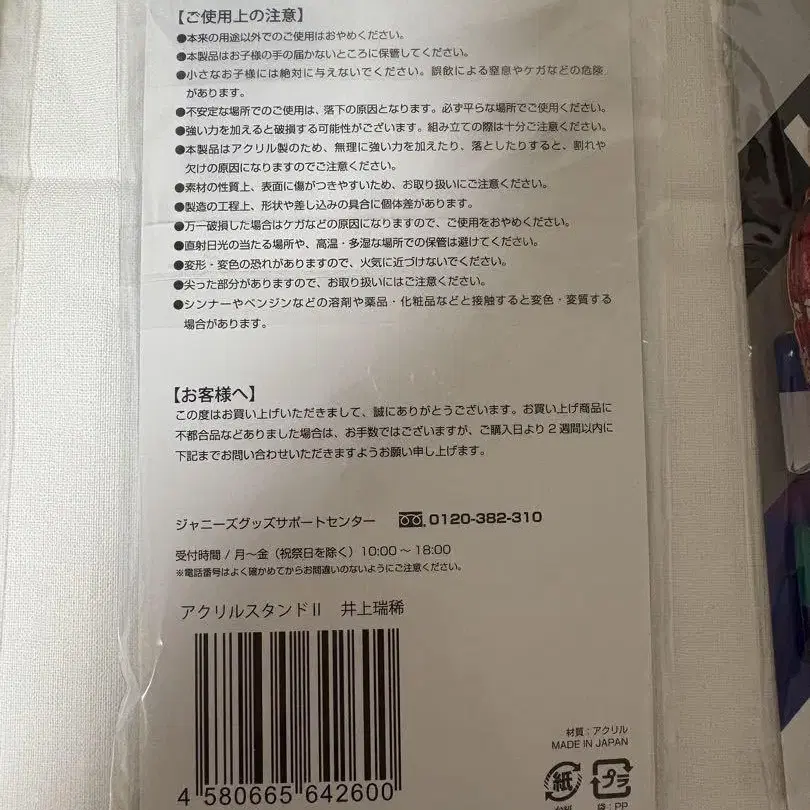 【ご使用上の注意】
●本来の用途以外でのご使用はおやめください。
●本製品はお子様の手の届かないところに保管してください。
●小さなお子様には絶対に与えないでください。誤飲による窒息やケガなどの危険
があります。
●不安定な場所でのご使用は、落下の原因となります。必ず平らな場所でご使用ください。
●強い力を加えると破損する可能性がございます。組み立ての際は十分ご注意ください。
●本製品はアクリル製のため、無理に強い力を加えたり、落としたりすると、割れや
欠けの原因になりますのでご注意ください。
●素材の性質上、表面に傷がつきやすいため、お取り扱いにご注意ください。
●製造の工程上、形状や差し込みの具合に個体差があります。
●万一破損した場合はケガなどの原因になりますので、ご使用をおやめください。
●直射日光の当たる場所や、高温・多湿な場所での保管は避けてください。
●変形・変色の恐れがありますので、火気に近づけないでください。
●尖った部分がありますので、お取り扱いにはご注意ください。
●シンナーやベンジンなどの溶剤や薬品・化粧品などと接触すると変色・変質する
場合があります。
【お客様へ】
この度はお買い上げいただきまして、誠にありがとうございます。お買い上げ商品に
不都合品などありました場合は、お手数ではございますが、ご購入日より2週間以内に
下記までお問い合わせいただきますようお願い申し上げます。
ジャニーズグッズサポートセンター 0120-382-310
受付時間 / 月〜金（祝祭日を除く）10:00〜18:00
※電話番号はよく確かめてからお間違いのないようにご注意ください。
アクリルスタンドⅡ 井上瑞稀
4 580665 642600
材質：アクリル
MADE IN JAPAN
紙 プラ
台紙 袋：PP